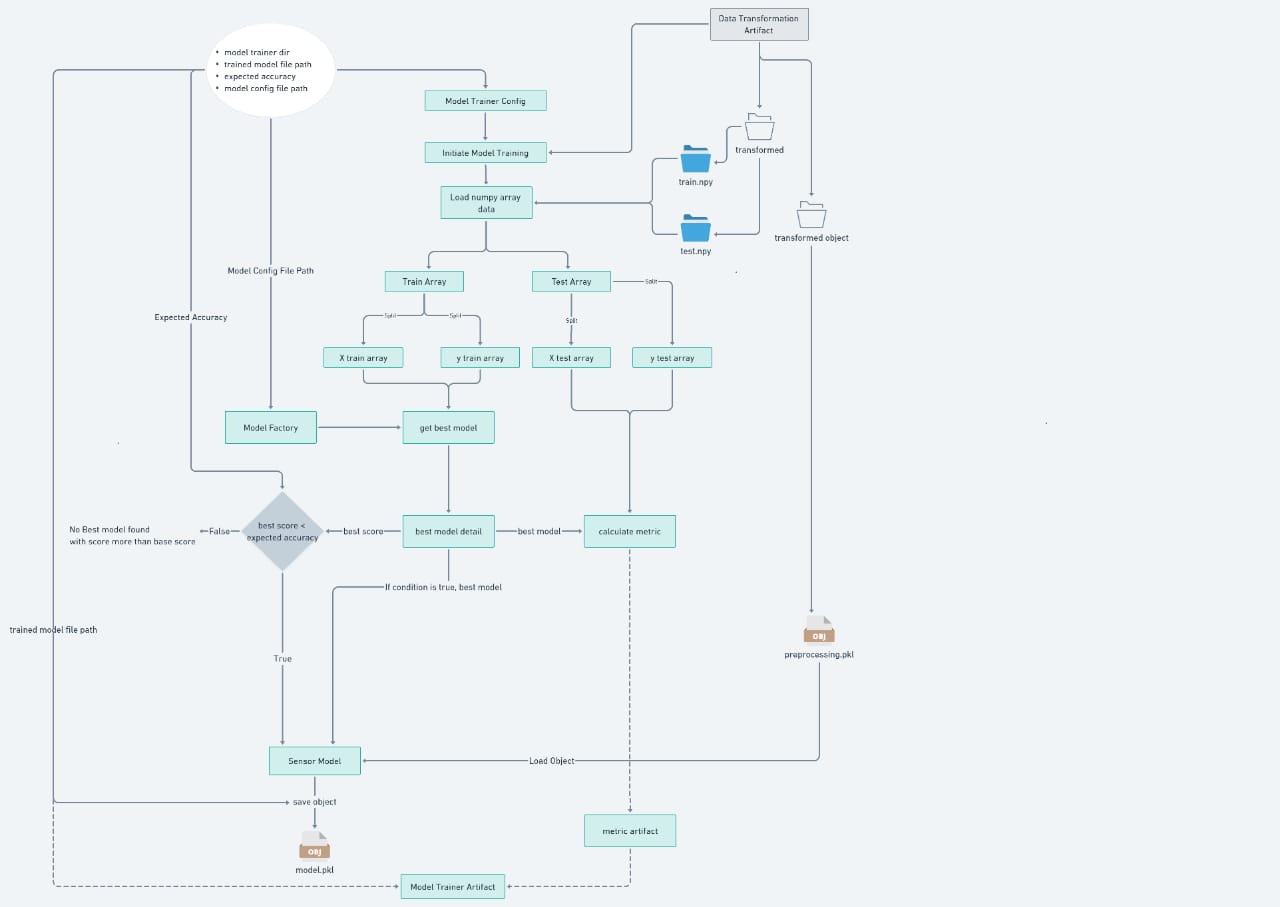 Data Transformation
Artifact
• model trainer dir
• trained model file path
• expected accuracy
• model config file path
Model Trainer Config
Initiate Model Training
transformed
train.npy
Load numpy array
data
test.npy
transformed object
Model Config File Path
Train Array
Test Array
Split
Expected Accuracy
Split
Split
Split
X train array
y train array
X test array
y test array
Model Factory
get best model
No Best model found
with score more than base score
False
best score <
expected accuracy
best score
best model detail
best model
calculate metric
If condition is true, best model
trained model file path
True
preprocessing.pkl
Sensor Model
Load Object
save object
OBJ
OBJ
model.pkl
metric artifact
Model Trainer Artifact